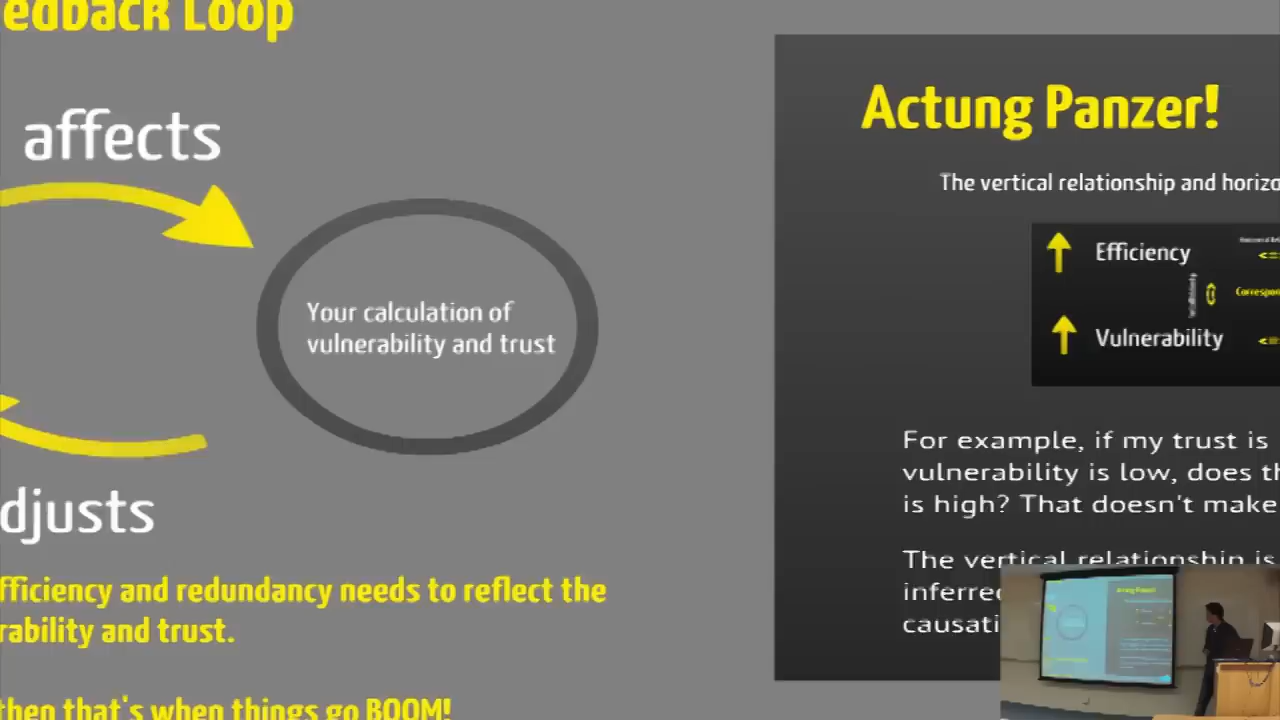 edback Loop
affects
Your calculation of
vulnerability and trust
djusts
fficiency and redundancy needs to reflect the
rability and trust.
then that's when things go BOOM!
Actung Panzer!
The vertical relationship and horizo
Efficiency
Vulnerability
For example, if my trust is
vulnerability is low, does th
is high? That doesn't make
The vertical relationship is
inferre
causati